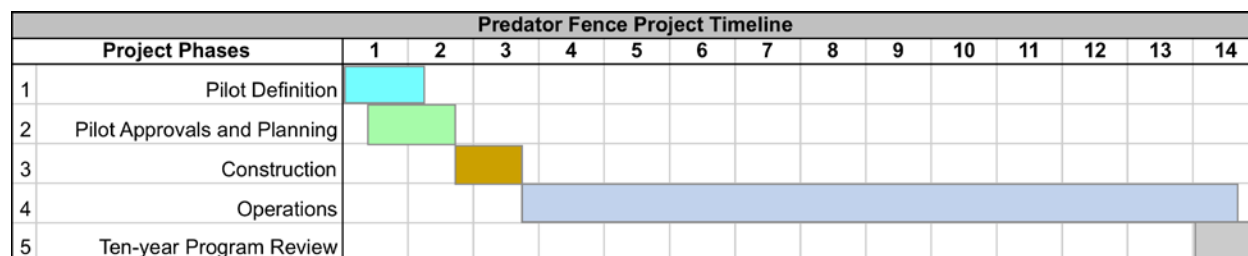 Predator Fence Project Timeline
Project Phases 1 2 3 4 5 6 7 8 9 10 11 12 13 14
1 Pilot Definition
2 Pilot Approvals and Planning
3 Construction
4 Operations
5 Ten-year Program Review